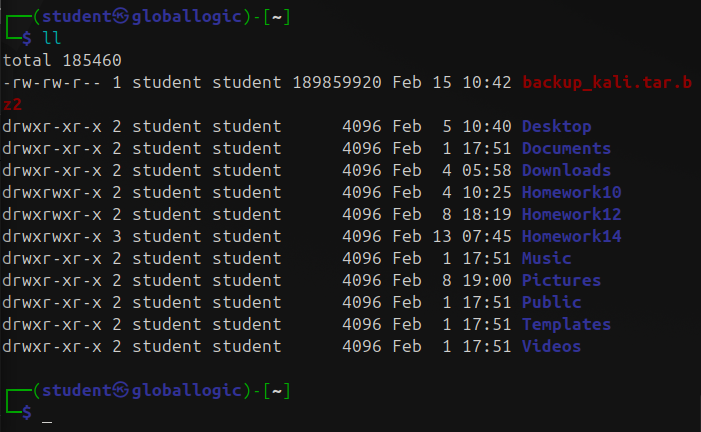 ┌──(student㉿globallogic)-[~]
└─$ ll
total 185460
-rw-rw-r-- 1 student student 189859920 Feb 15 10:42 backup_kali.tar.b
z2
drwxr-xr-x 2 student student      4096 Feb  5 10:40 Desktop
drwxr-xr-x 2 student student      4096 Feb  1 17:51 Documents
drwxr-xr-x 2 student student      4096 Feb  4 05:58 Downloads
drwxrwxr-x 2 student student      4096 Feb  4 10:25 Homework10
drwxrwxr-x 2 student student      4096 Feb  8 18:19 Homework12
drwxrwxr-x 3 student student      4096 Feb 13 07:45 Homework14
drwxr-xr-x 2 student student      4096 Feb  1 17:51 Music
drwxr-xr-x 2 student student      4096 Feb  8 19:00 Pictures
drwxr-xr-x 2 student student      4096 Feb  1 17:51 Public
drwxr-xr-x 2 student student      4096 Feb  1 17:51 Templates
drwxr-xr-x 2 student student      4096 Feb  1 17:51 Videos
┌──(student㉿globallogic)-[~]
└─$ _